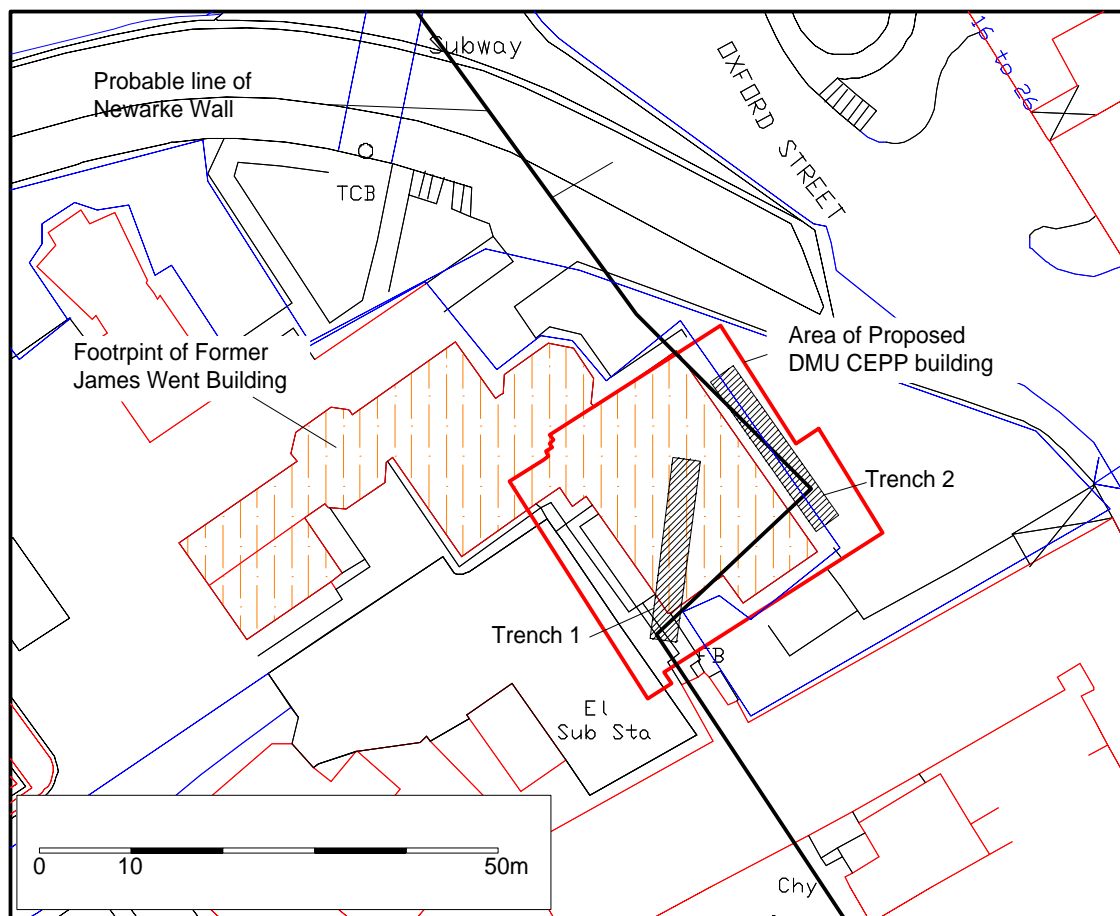 Subway
Probable line of
Newarke Wall
OXFORD STREET
16 to 26
TCB
Footrpint of Former
James Went Building
Area of Proposed
DMU CEPP building
Trench 2
Trench 1
FB
El
Sub Sta
0 10 50m
Chy